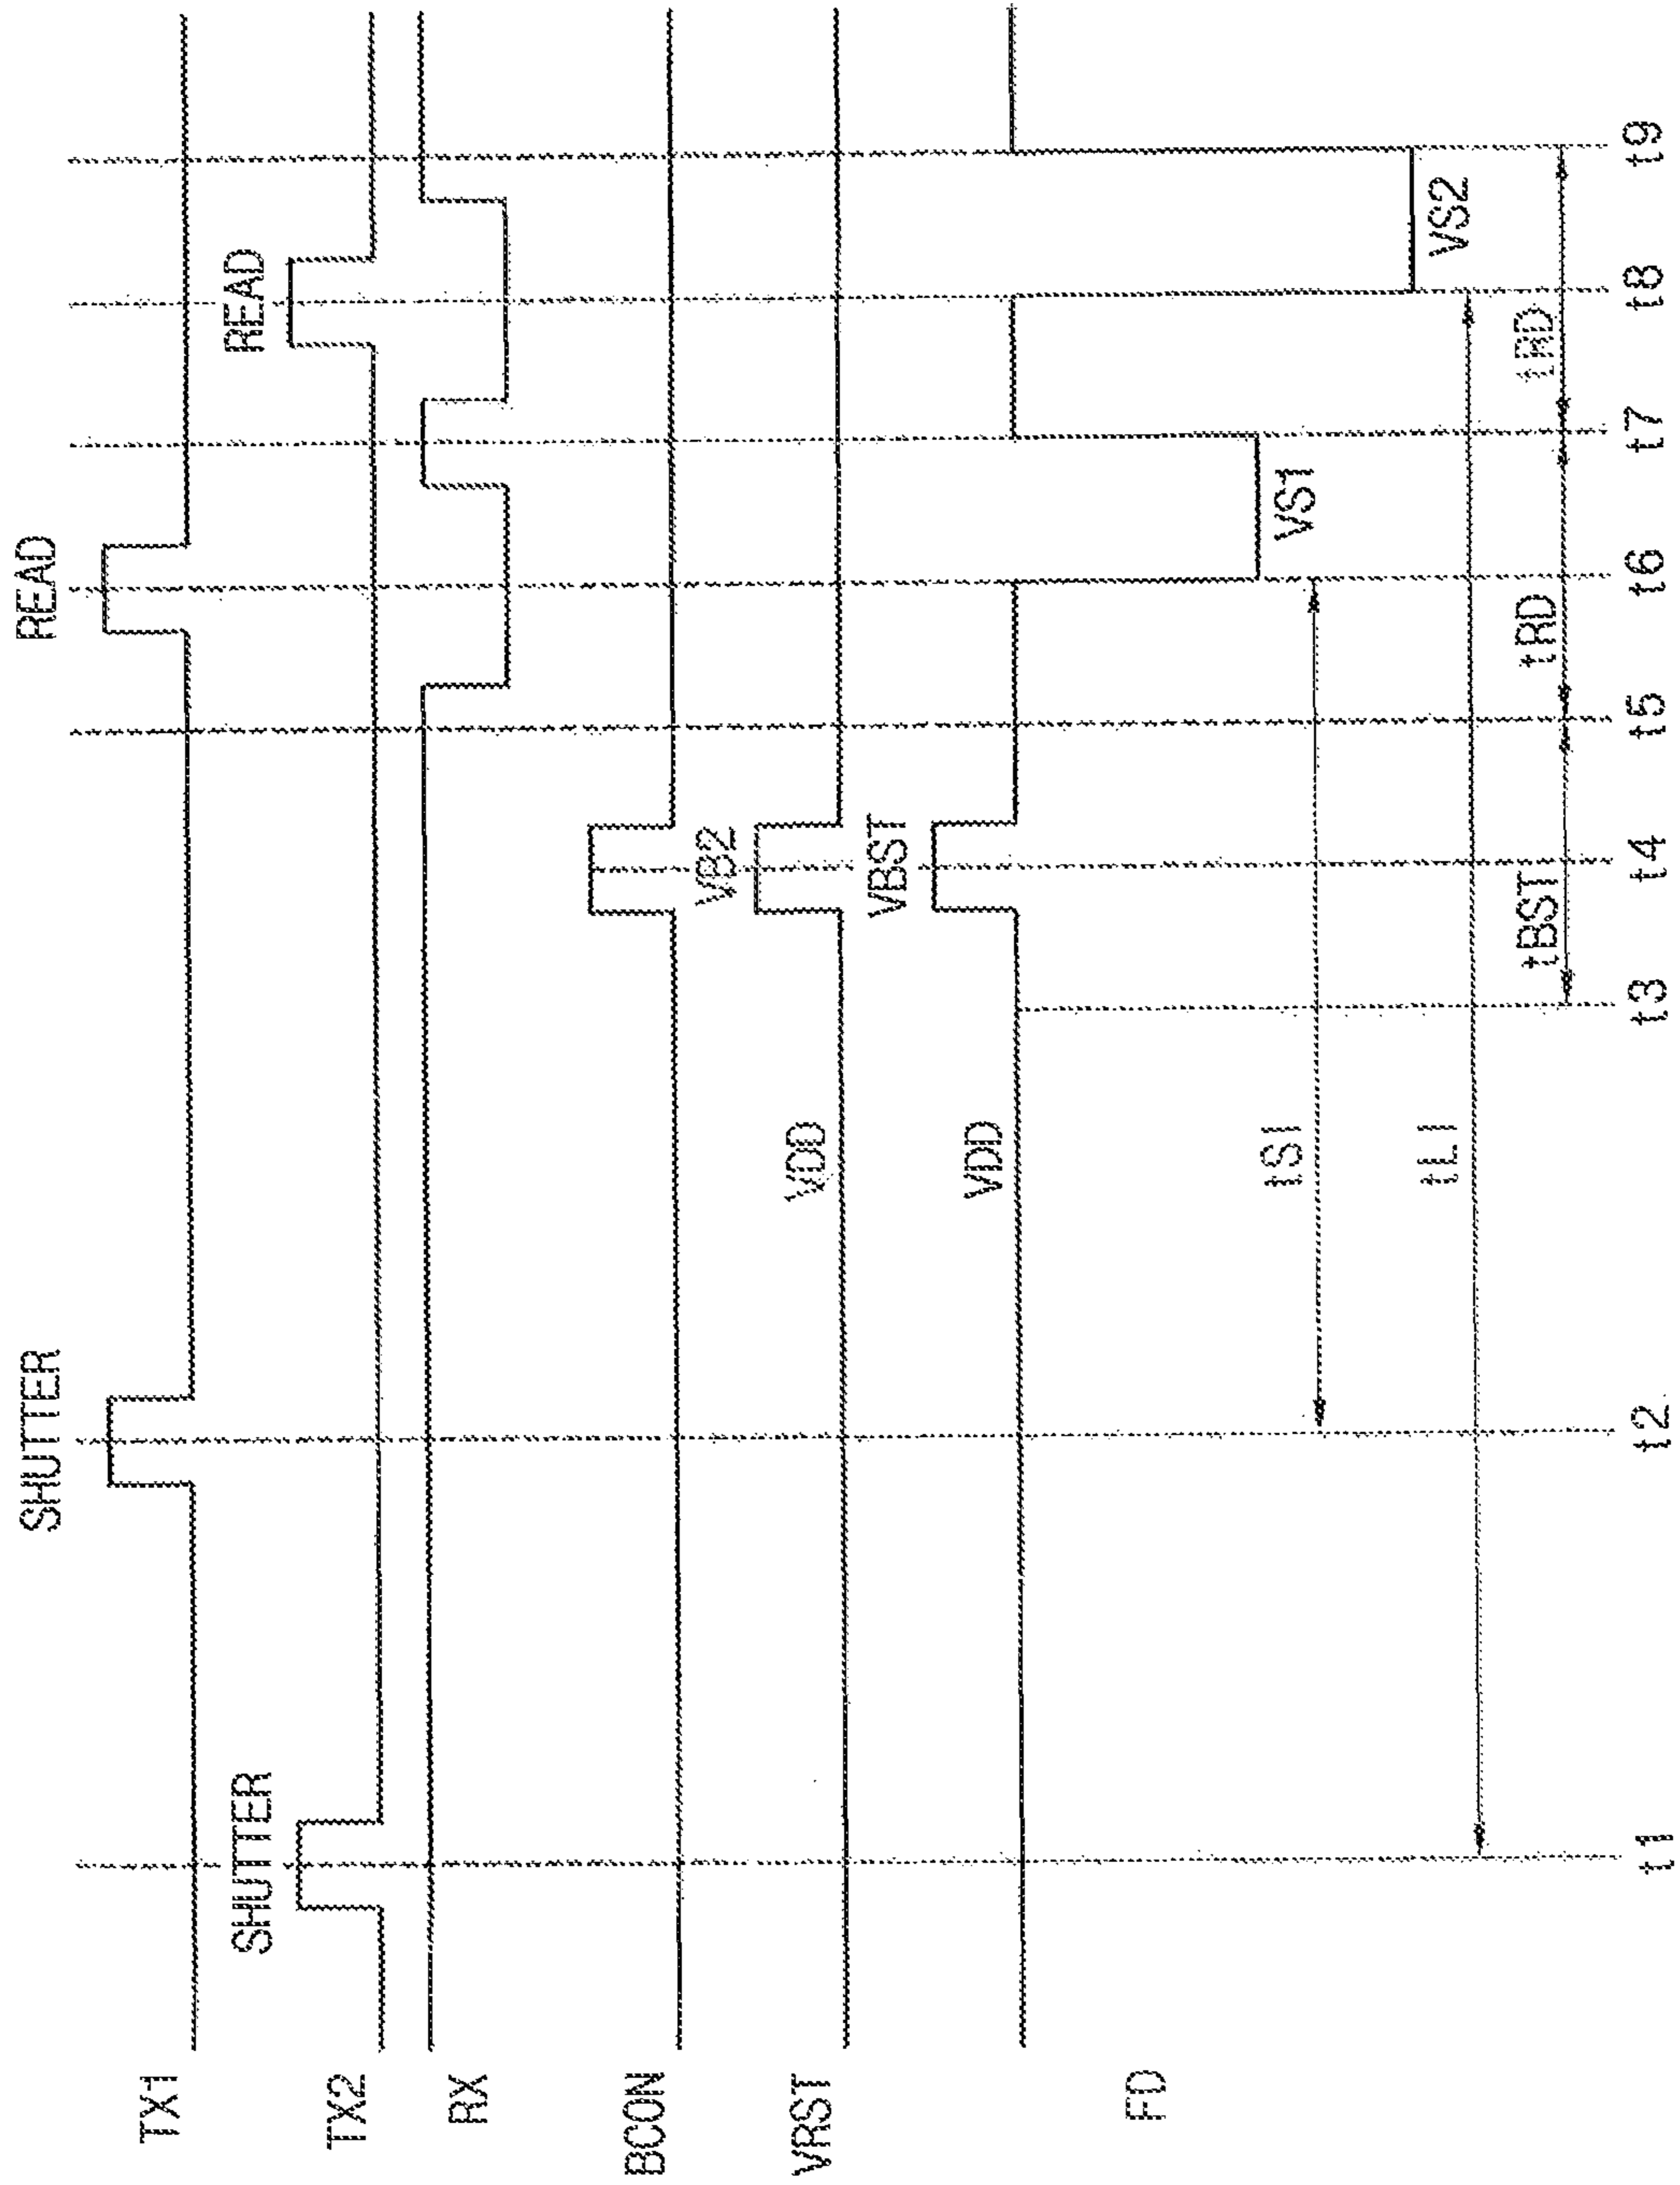 READ
SHUTTER
TX1
READ
SHUTTER
TX2
RX
BCON
VB2
VDD
VRST
VBST
VDD
FD
VS1
VS2
tSI
tLI
tBST
tRD
tRD
t1
t2
t3
t4
t5
t6
t7
t8
t9